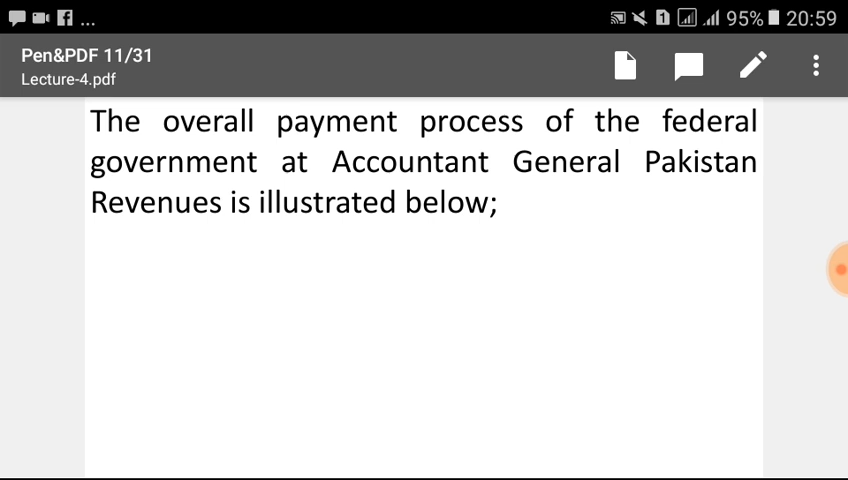 ... 95% 20:59
Pen&PDF 11/31
Lecture-4.pdf
The overall payment process of the federal
government at Accountant General Pakistan
Revenues is illustrated below;